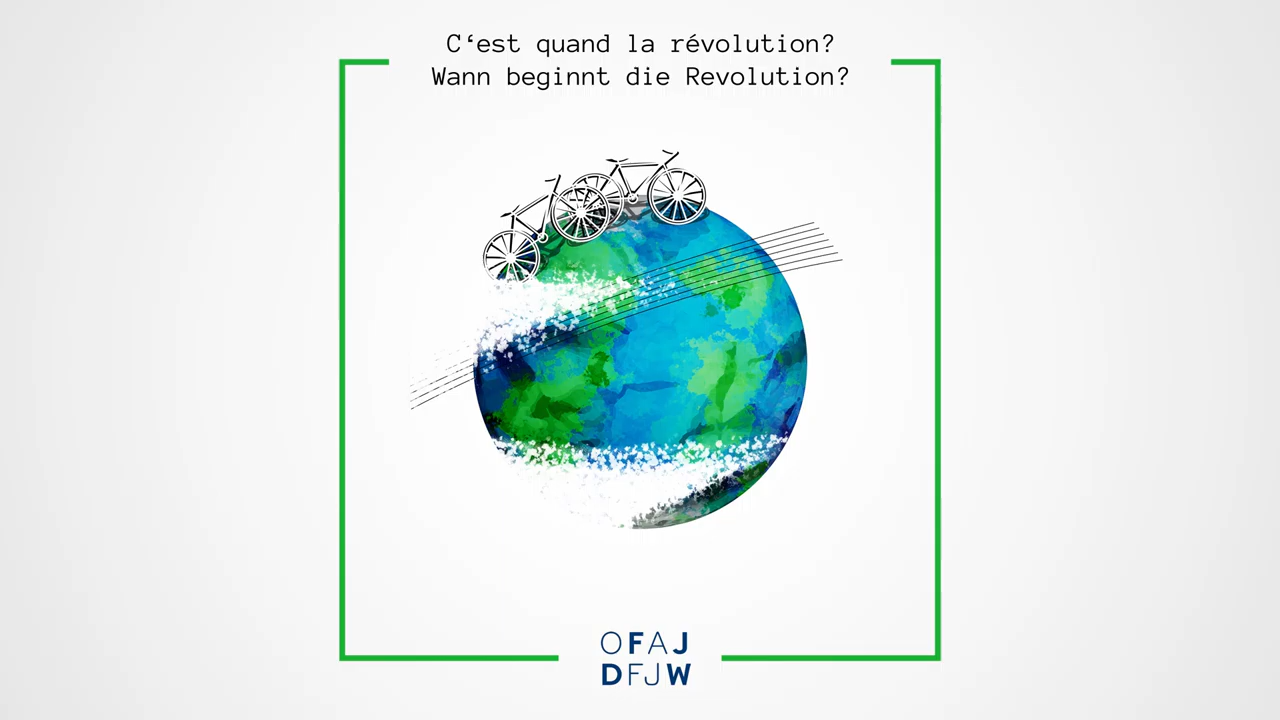 C‘est quand la révolution?
Wann beginnt die Revolution?
OFAJ
DFJW